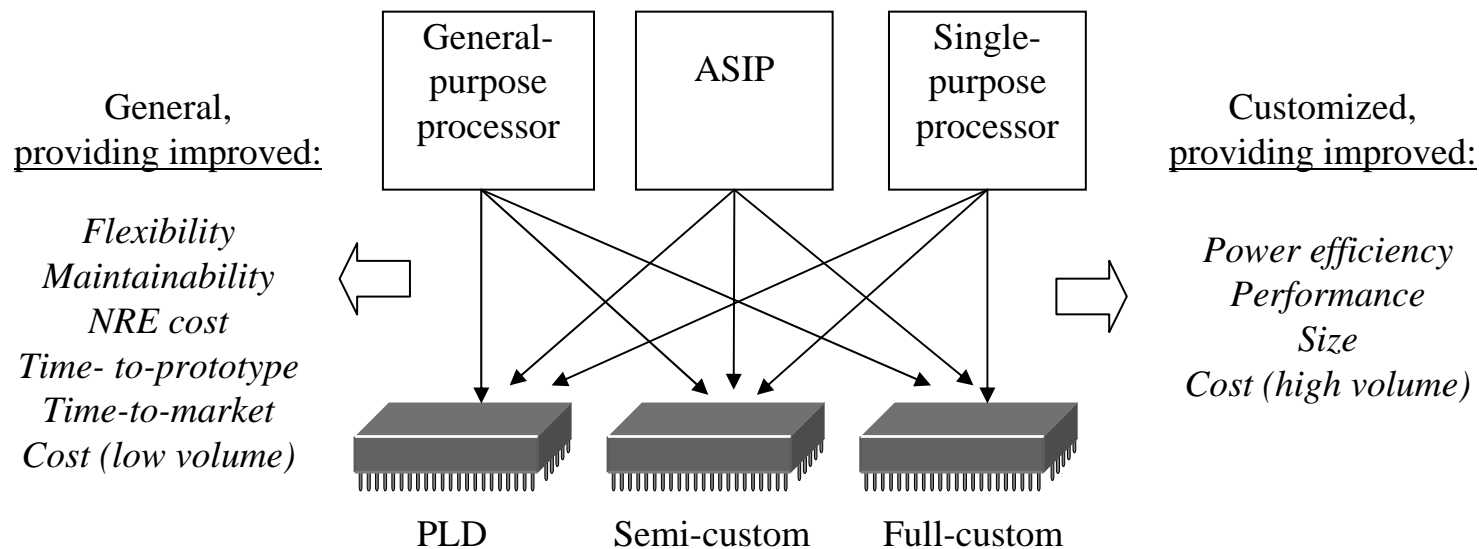 General-
purpose
processor
ASIP
Single-
purpose
processor
General,
providing improved:
Flexibility
Maintainability
NRE cost
Time- to-prototype
Time-to-market
Cost (low volume)
Customized,
providing improved:
Power efficiency
Performance
Size
Cost (high volume)
PLD
Semi-custom
Full-custom